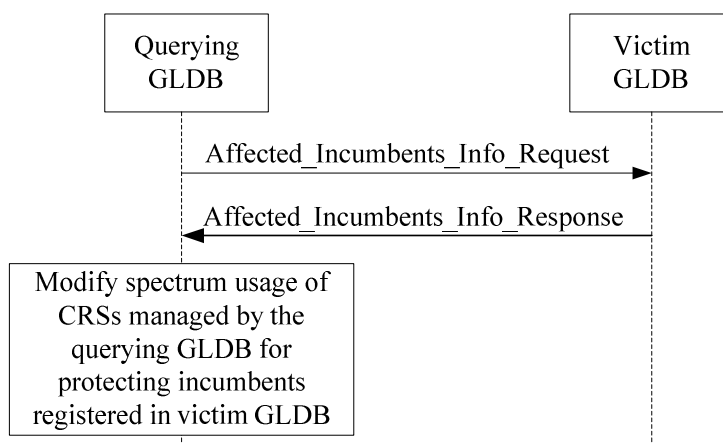 Querying
GLDB
Victim
GLDB
Affected_Incumbents_Info_Request
Affected_Incumbents_Info_Response
Modify spectrum usage of
CRSs managed by the
querying GLDB for
protecting incumbents
registered in victim GLDB